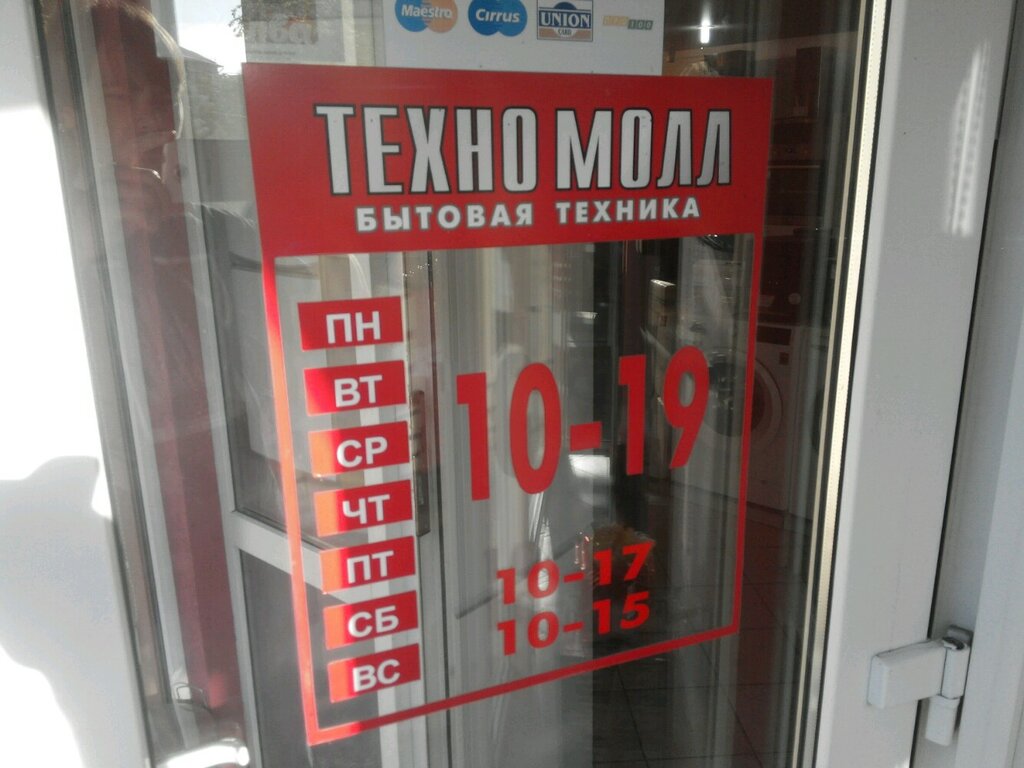 Maestro
Cirrus
UNION
CARD
ТЕХНО МОЛЛ
БЫТОВАЯ ТЕХНИКА
ПН
ВТ
СР
ЧТ
ПТ
СБ
ВС
10-19
10-17
10-15